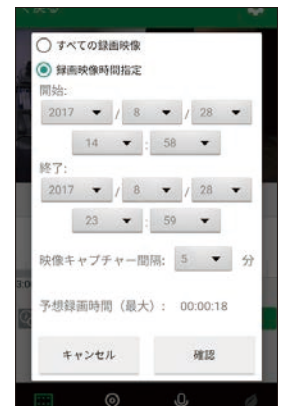 すべての録画映像
録画映像時間指定
開始:
2017 / 8 / 28
14 : 58
終了:
2017 / 8 / 28
23 : 59
映像キャプチャー間隔: 5 分
予想録画時間（最大）: 00:00:18
キャンセル 確認